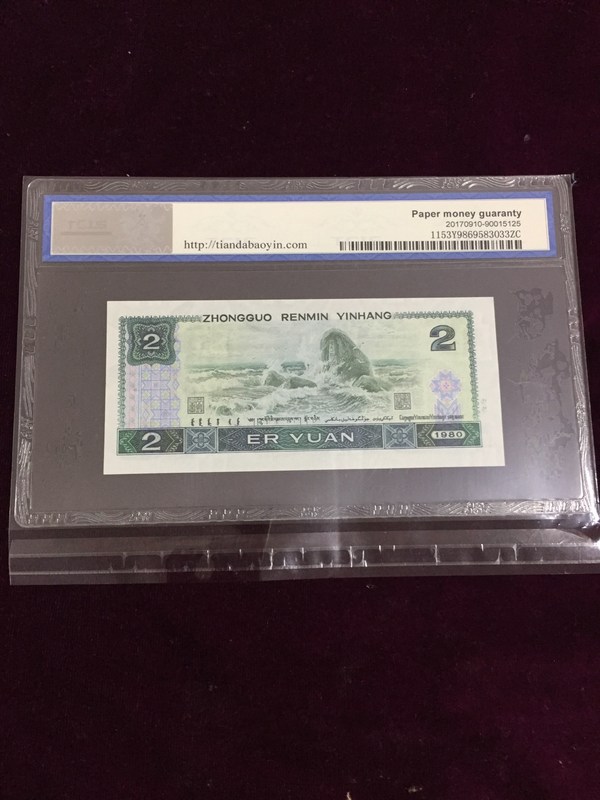 Paper money guaranty
20170910-90015125
http://tiandabaoyin.com
1153Y9869583033ZC
ZHONGGUO RENMIN YINHANG
2
2
2
ER YUAN
1980